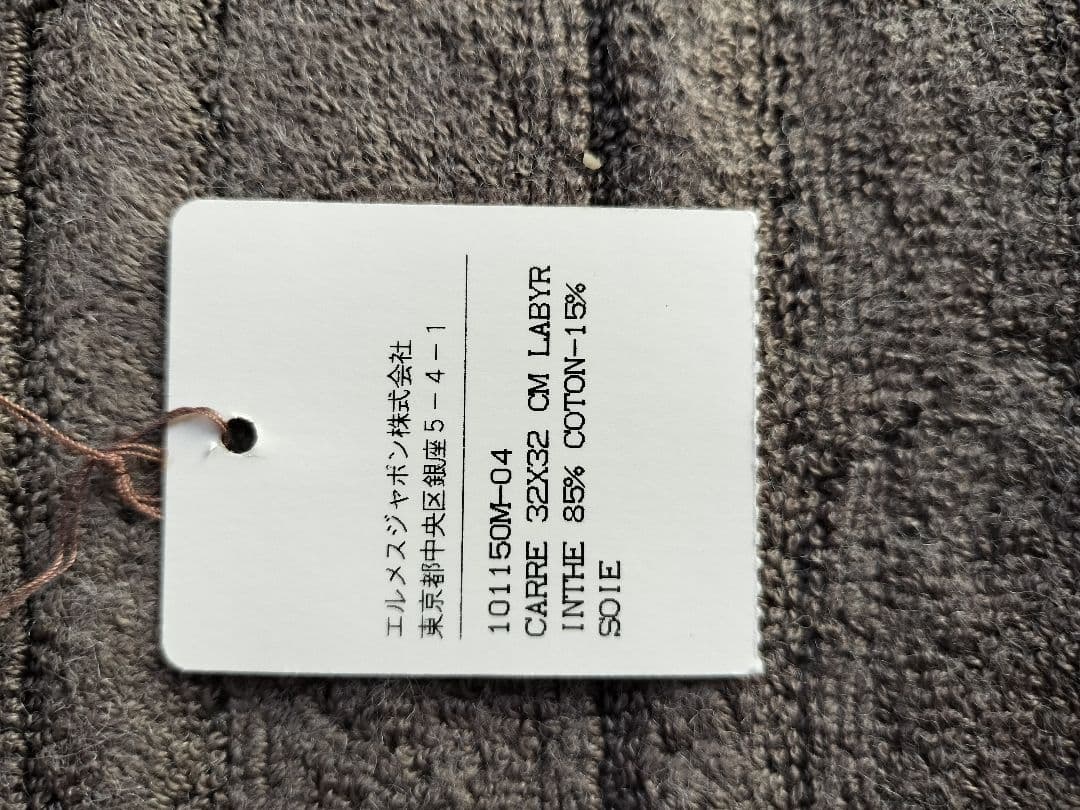 エルメスジャポン株式会社
東京都中央区銀座5-4-1
101150M-04
CARRE 32X32 CM LABYR
INTHE 85% COTON-15%
SOIE